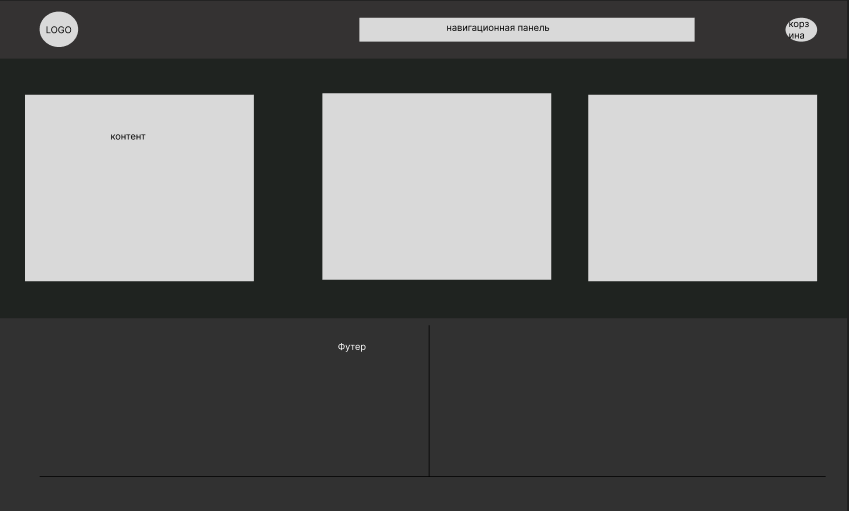 LOGO
навигационная панель
корз
ина
контент
Футер